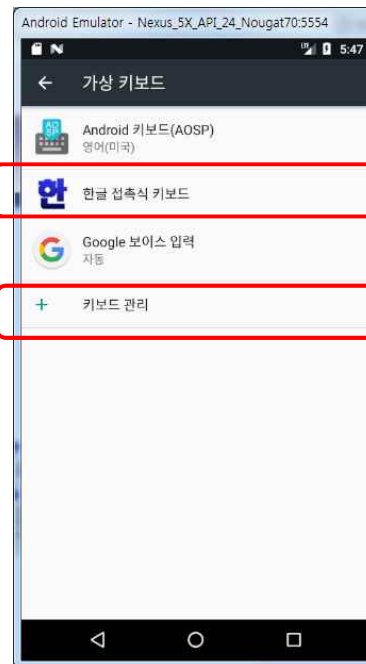 Android Emulator - Nexus_5X_API_24_Nougat70:5554
5:47
가상 키보드
Android 키보드(AOSP)
영어(미국)
한 한글 접촉식 키보드
Google 보이스 입력
자동
키보드 관리